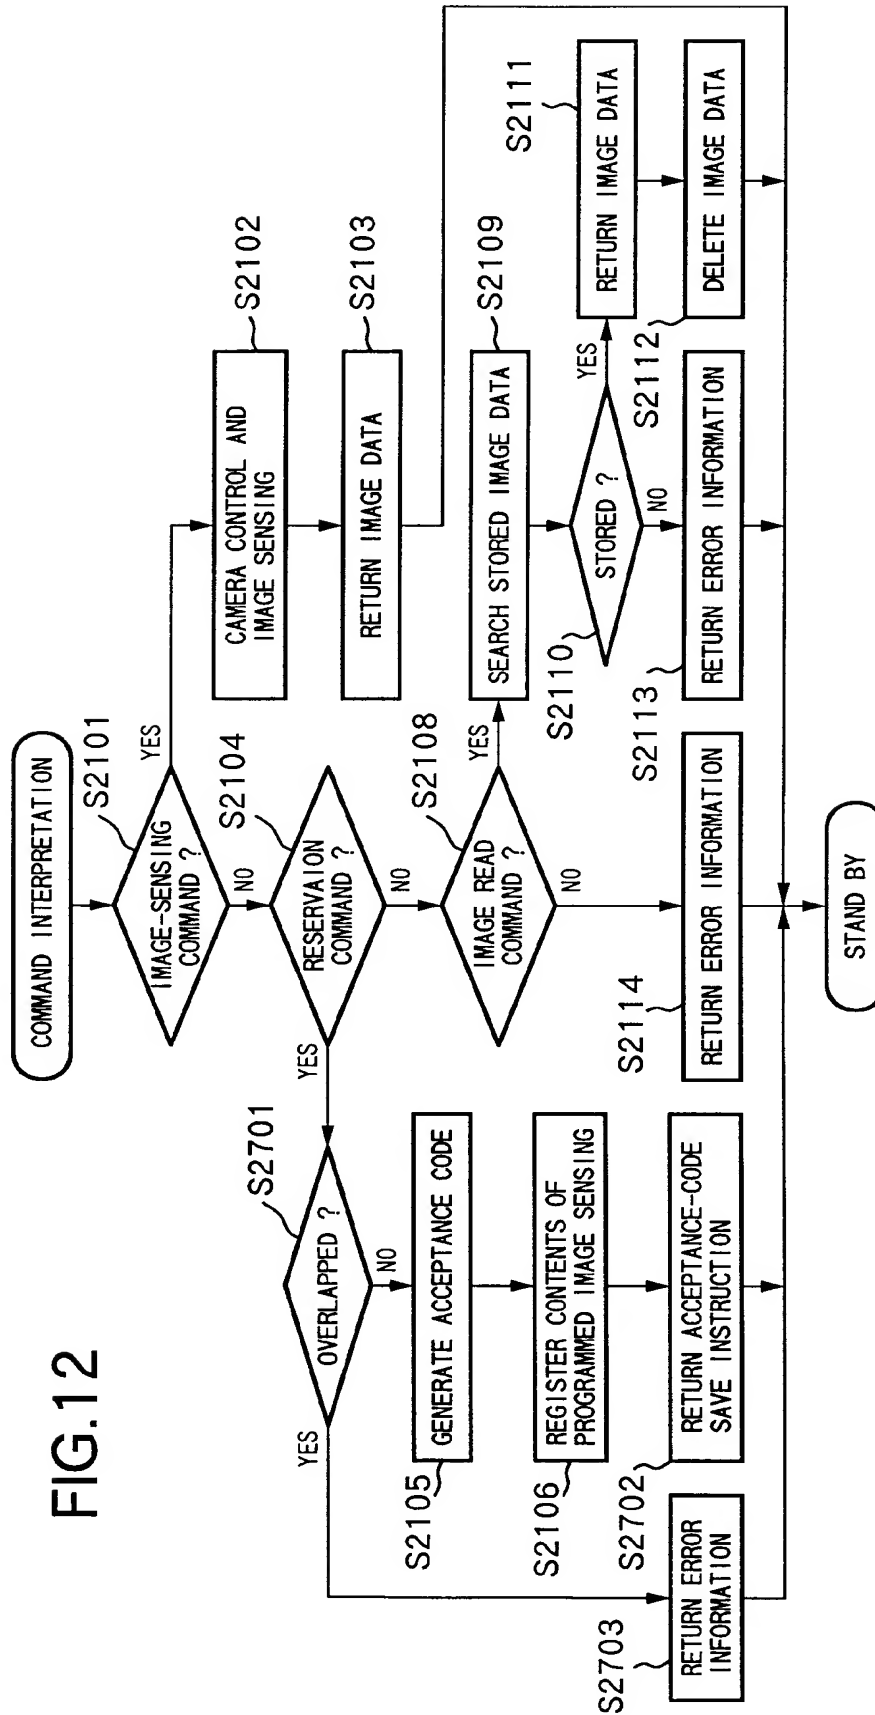 FIG.12
COMMAND INTERPRETATION
S2101
IMAGE-SENSING
COMMAND ?
YES
NO
S2102
CAMERA CONTROL AND
IMAGE SENSING
S2103
RETURN IMAGE DATA
S2104
RESERVAION
COMMAND ?
YES
NO
S2701
OVERLAPPED ?
YES
NO
S2105
GENERATE ACCEPTANCE CODE
S2106
REGISTER CONTENTS OF
PROGRAMMED IMAGE SENSING
S2702
RETURN ACCEPTANCE-CODE
SAVE INSTRUCTION
S2703
RETURN ERROR
INFORMATION
S2108
IMAGE READ
COMMAND ?
YES
NO
S2109
SEARCH STORED IMAGE DATA
S2110
STORED ?
YES
NO
S2111
RETURN IMAGE DATA
S2112
DELETE IMAGE DATA
S2113
RETURN ERROR INFORMATION
S2114
RETURN ERROR INFORMATION
STAND BY